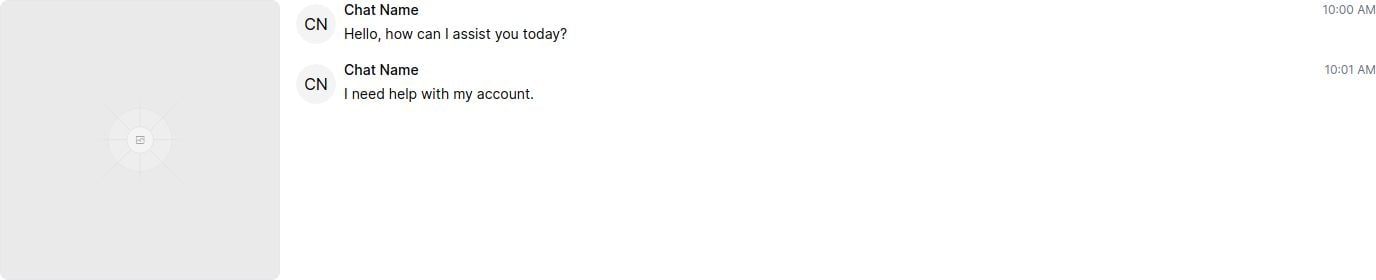 CN
Chat Name
10:00 AM
Hello, how can I assist you today?
CN
Chat Name
10:01 AM
I need help with my account.